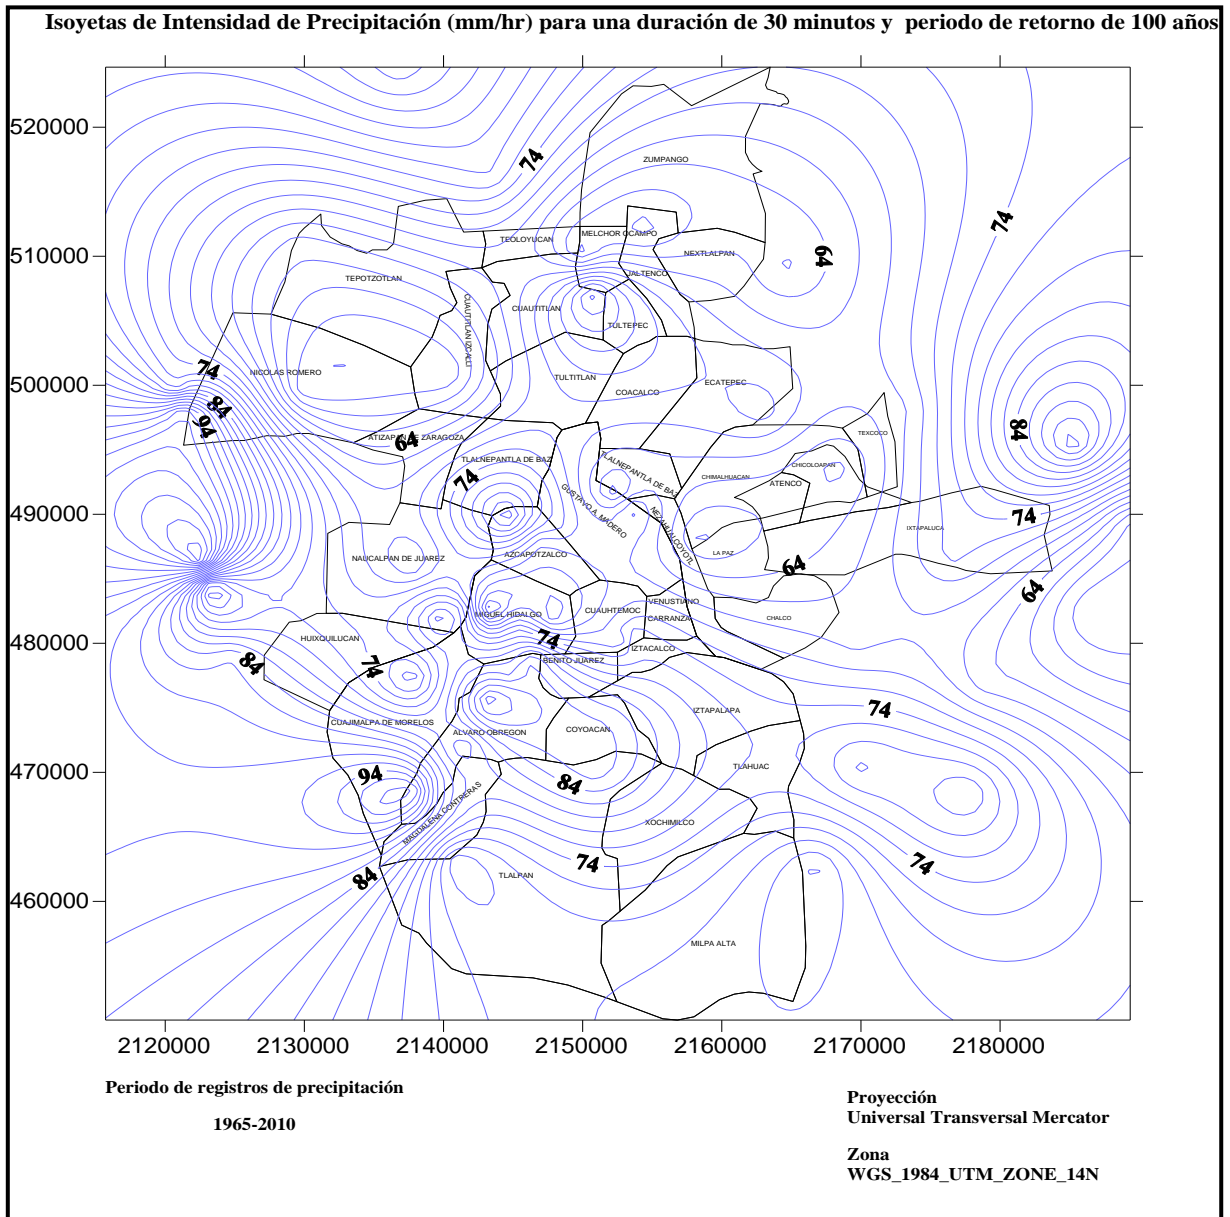 Isoyetas de Intensidad de Precipitación (mm/hr) para una duración de 30 minutos y periodo de retorno de 100 años
520000
74
ZUMPANGO
74
TEOLOYUCAN
MELCHOR OCAMPO
510000
NEXTLALPAN
64
TEPOTZOTLAN
JALTENCO
CUAUTITLAN IZCALLI
CUAUTITLAN
TULTEPEC
74
NICOLAS ROMERO
TULTITLAN
500000
COACALCO
ECATEPEC
84
94
84
64
ATIZAPAN DE ZARAGOZA
TEXCOCO
TLALNEPANTLA DE BAZ
TLALNEPANTLA DE BAZ
CHICOLOAPAN
74
CHIMALHUACAN
ATENCO
GUSTAVO A. MADERO
490000
74
NEZAHUALCOYOTL
IXTAPALUCA
NAUCALPAN DE JUAREZ
AZCAPOTZALCO
LA PAZ
64
64
VENUSTIANO
CARRANZA
MIGUEL HIDALGO
CUAUHTEMOC
CHALCO
480000
HUIXQUILUCAN
74
IZTACALCO
84
74
BENITO JUAREZ
74
IZTAPALAPA
CUAJIMALPA DE MORELOS
ALVARO OBREGON
COYOACAN
TLAHUAC
470000
94
84
MAGDALENA CONTRERAS
XOCHIMILCO
74
74
84
TLALPAN
460000
MILPA ALTA
2120000 2130000 2140000 2150000 2160000 2170000 2180000
Periodo de registros de precipitación
1965-2010
Proyección
Universal Transversal Mercator
Zona
WGS_1984_UTM_ZONE_14N